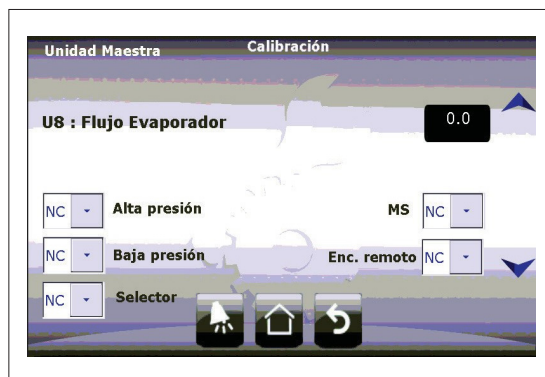 Unidad Maestra Calibración
U8 : Flujo Evaporador 0.0
NC Alta presión MS NC
NC Baja presión Enc. remoto NC
NC Selector